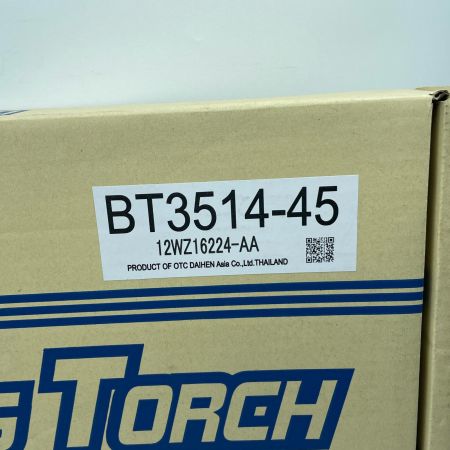 BT3514-45
12WZ16224-AA
PRODUCT OF OTC DAIHEN Asia Co.,Ltd.THAILAND
TORCH